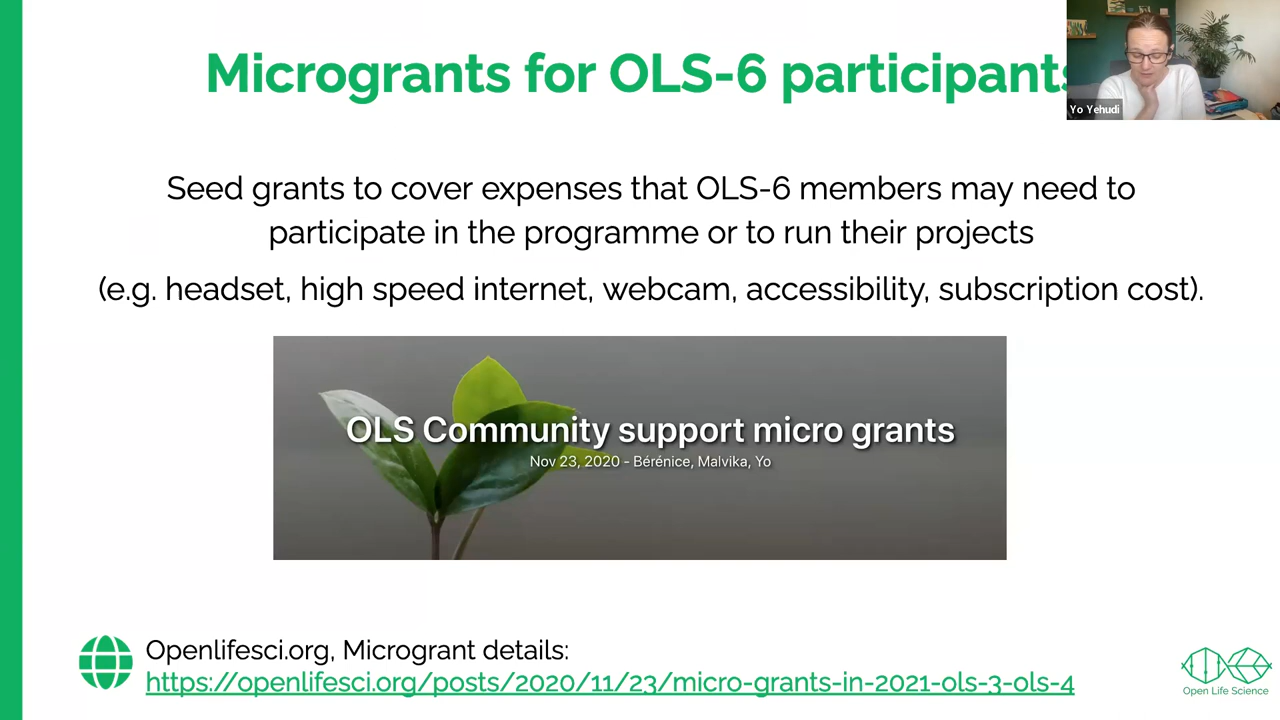 Microgrants for OLS-6 participants
Yo Yehudi
Seed grants to cover expenses that OLS-6 members may need to
participate in the programme or to run their projects
(e.g. headset, high speed internet, webcam, accessibility, subscription cost).
OLS Community support micro grants
Nov 23, 2020 - Bérénice, Malvika, Yo
Openlifesci.org, Microgrant details:
https://openlifesci.org/posts/2020/11/23/micro-grants-in-2021-ols-3-ols-4
Open Life Science